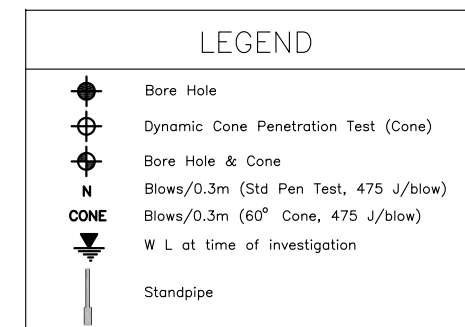 LEGEND
Bore Hole
Dynamic Cone Penetration Test (Cone)
Bore Hole & Cone
N Blows/0.3m (Std Pen Test, 475 J/blow)
CONE Blows/0.3m (60° Cone, 475 J/blow)
W L at time of investigation
Standpipe